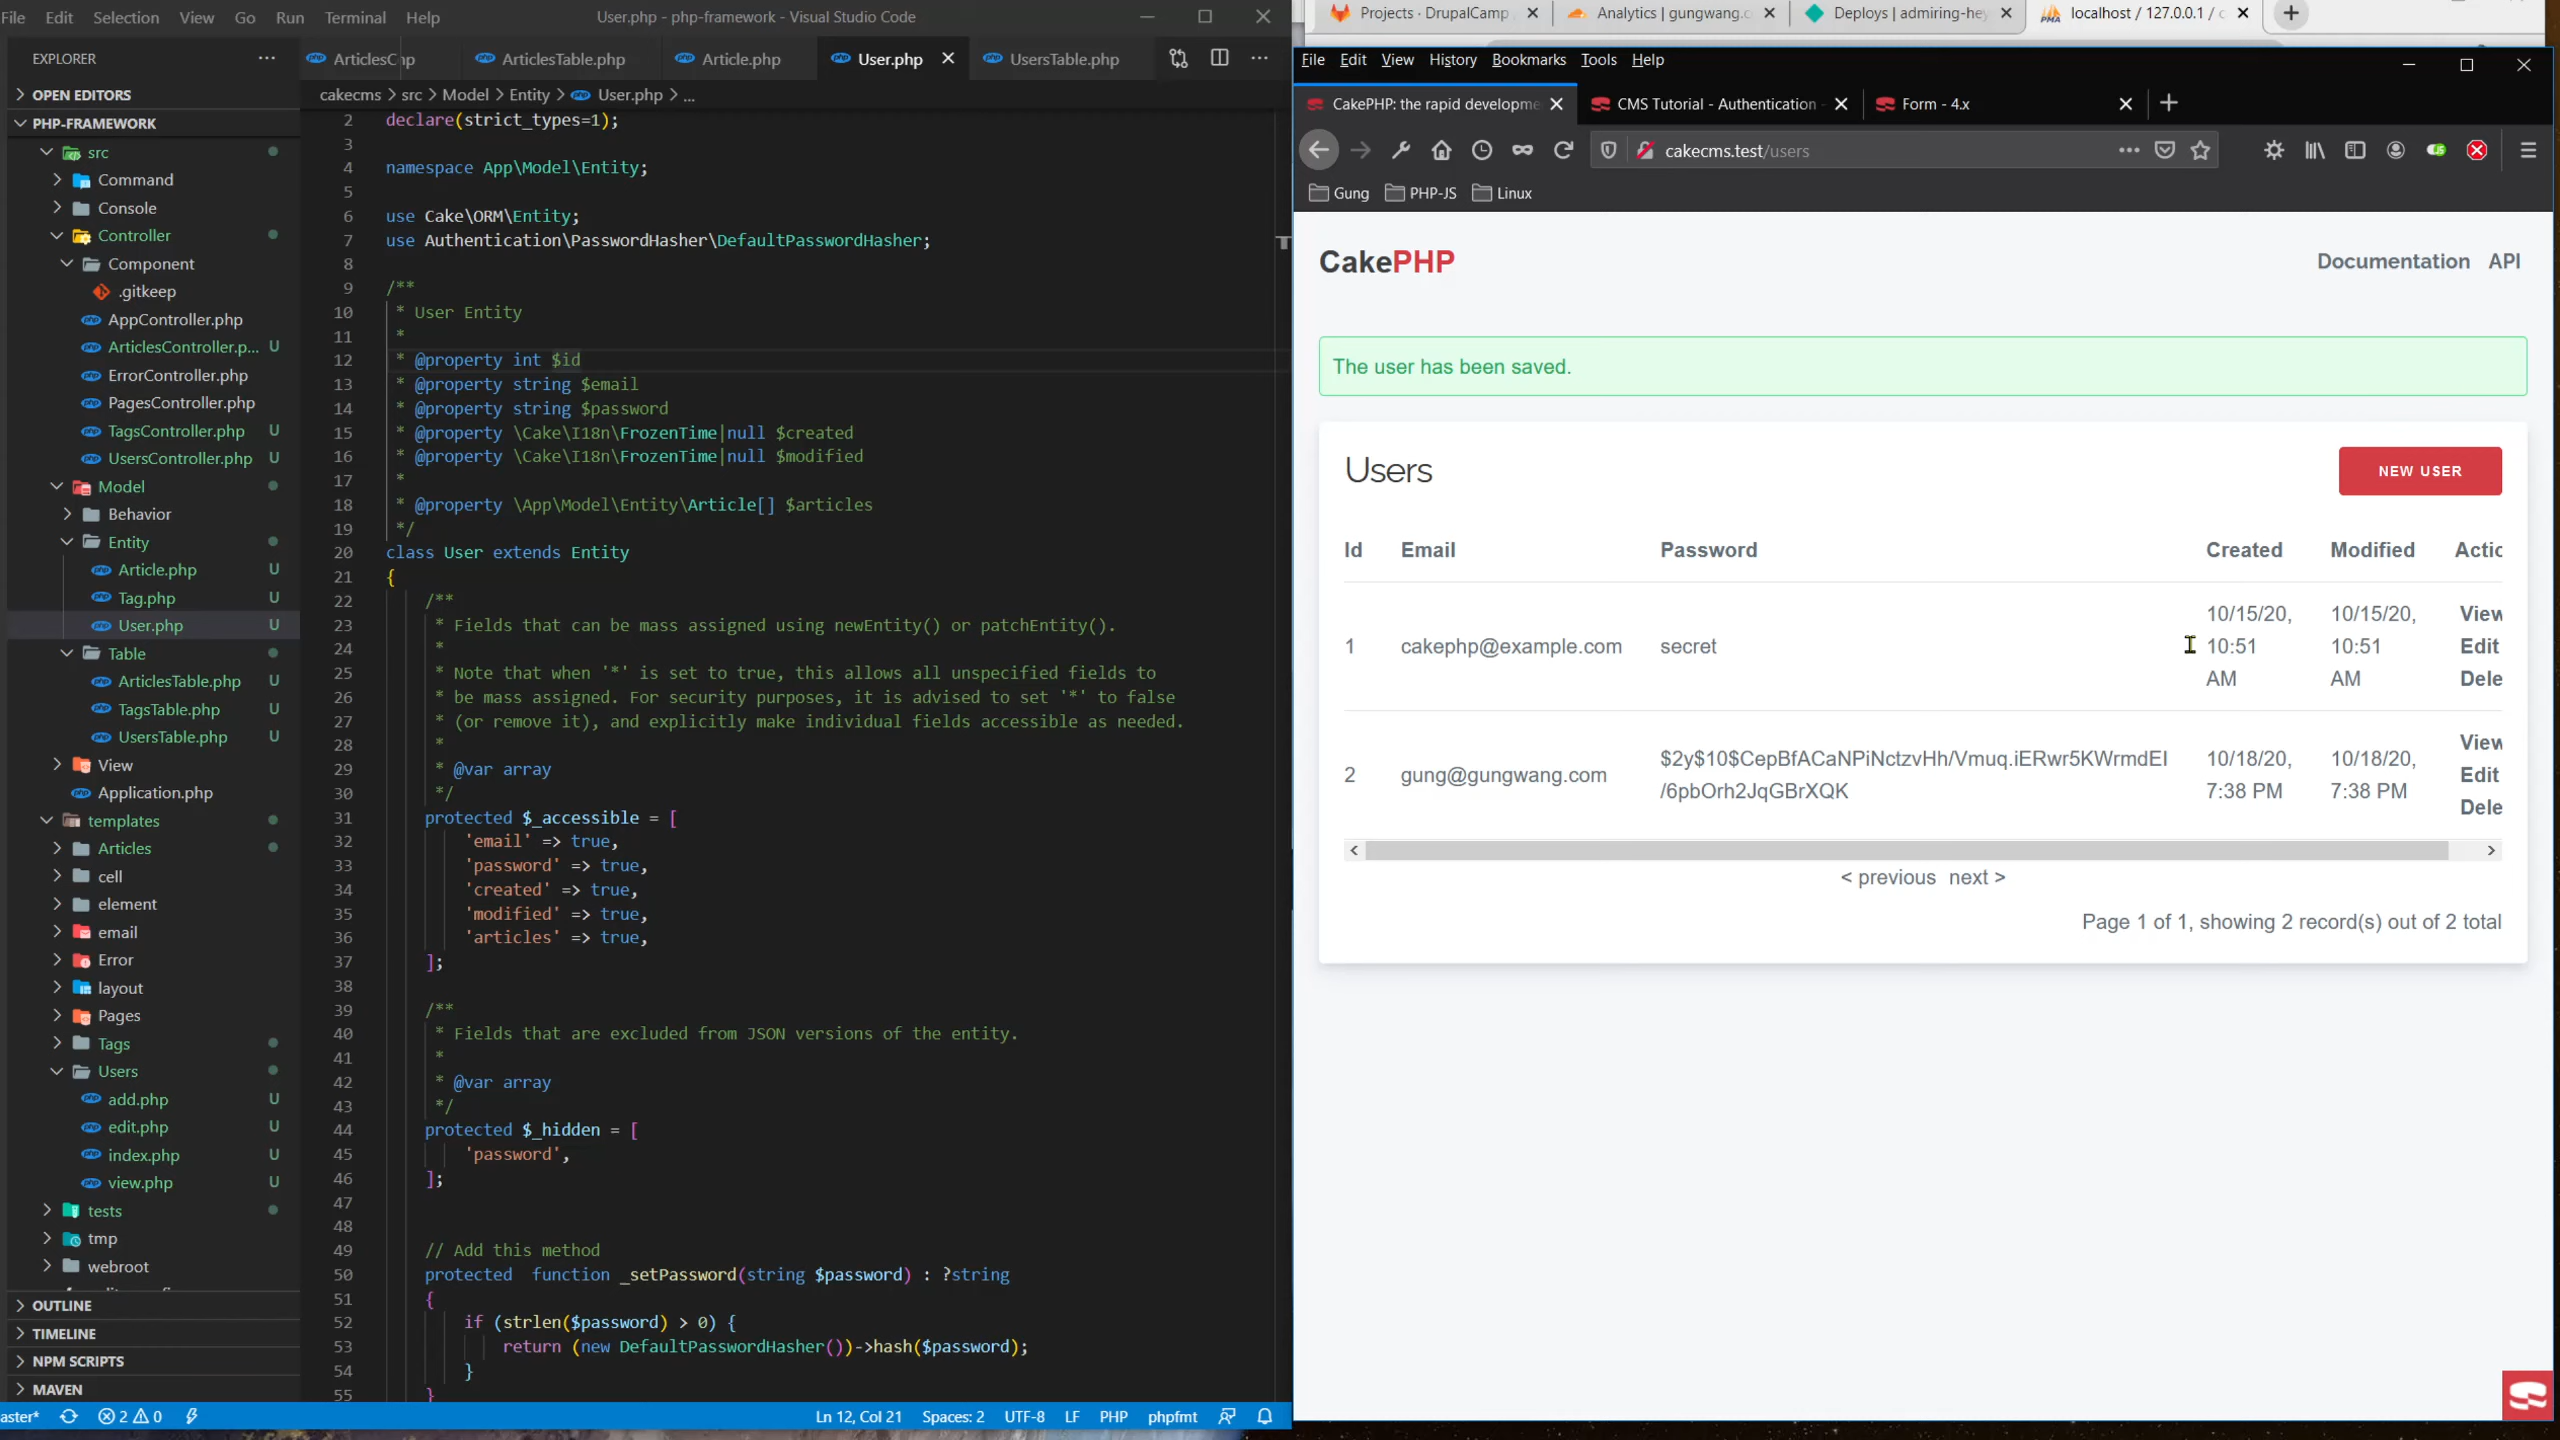 File Edit Selection View Go Run Terminal Help User.php - php-framework - Visual Studio Code
EXPLORER
OPEN EDITORS
PHP-FRAMEWORK
src
Command
Console
Controller
Component
.gitkeep
AppController.php
ArticlesController.p... U
ErrorController.php
PagesController.php
TagsController.php U
UsersController.php U
Model
Behavior
Entity
Article.php U
Tag.php U
User.php U
Table
ArticlesTable.php U
TagsTable.php U
UsersTable.php U
View
Application.php
templates
Articles
cell
element
email
Error
layout
Pages
Tags
Users
add.php U
edit.php U
index.php U
view.php U
tests
tmp
webroot
OUTLINE
TIMELINE
NPM SCRIPTS
MAVEN
ArticlesC hp ArticlesTable.php Article.php User.php UsersTable.php
cakecms > src > Model > Entity > User.php > ...
2 declare(strict_types=1);
3
4 namespace App\Model\Entity;
5
6 use Cake\ORM\Entity;
7 use Authentication\PasswordHasher\DefaultPasswordHasher;
8
9 /**
10 * User Entity
11 *
12 * @property int $id
13 * @property string $email
14 * @property string $password
15 * @property \Cake\I18n\FrozenTime|null $created
16 * @property \Cake\I18n\FrozenTime|null $modified
17 *
18 * @property \App\Model\Entity\Article[] $articles
19 */
20 class User extends Entity
21 {
22 /**
23 * Fields that can be mass assigned using newEntity() or patchEntity().
24 *
25 * Note that when '*' is set to true, this allows all unspecified fields to
26 * be mass assigned. For security purposes, it is advised to set '*' to false
27 * (or remove it), and explicitly make individual fields accessible as needed.
28 *
29 * @var array
30 */
31 protected $_accessible = [
32 'email' => true,
33 'password' => true,
34 'created' => true,
35 'modified' => true,
36 'articles' => true,
37 ];
38
39 /**
40 * Fields that are excluded from JSON versions of the entity.
41 *
42 * @var array
43 */
44 protected $_hidden = [
45 'password',
46 ];
47
48
49 // Add this method
50 protected function _setPassword(string $password) : ?string
51 {
52 if (strlen($password) > 0) {
53 return (new DefaultPasswordHasher())->hash($password);
54 }
55 }
aster* 2 0 Ln 12, Col 21 Spaces: 2 UTF-8 LF PHP phpfmt
Projects · DrupalCamp Analytics | gungwang.c Deploys | admiring-hey localhost / 127.0.0.1 / c
File Edit View History Bookmarks Tools Help
CakePHP: the rapid developme CMS Tutorial - Authentication - Form - 4.x
cakecms.test/users
Gung PHP-JS Linux
CakePHP Documentation API
The user has been saved.
Users NEW USER
Id Email Password Created Modified Actic
1 cakephp@example.com secret 10/15/20, 10:51 AM 10/15/20, 10:51 AM View Edit Dele
2 gung@gungwang.com $2y$10$CepBfACaNPiNctzvHh/Vmuq.iERwr5KWrmdEI/6pbOrh2JqGBrXQK 10/18/20, 7:38 PM 10/18/20, 7:38 PM View Edit Dele
< previous next >
Page 1 of 1, showing 2 record(s) out of 2 total